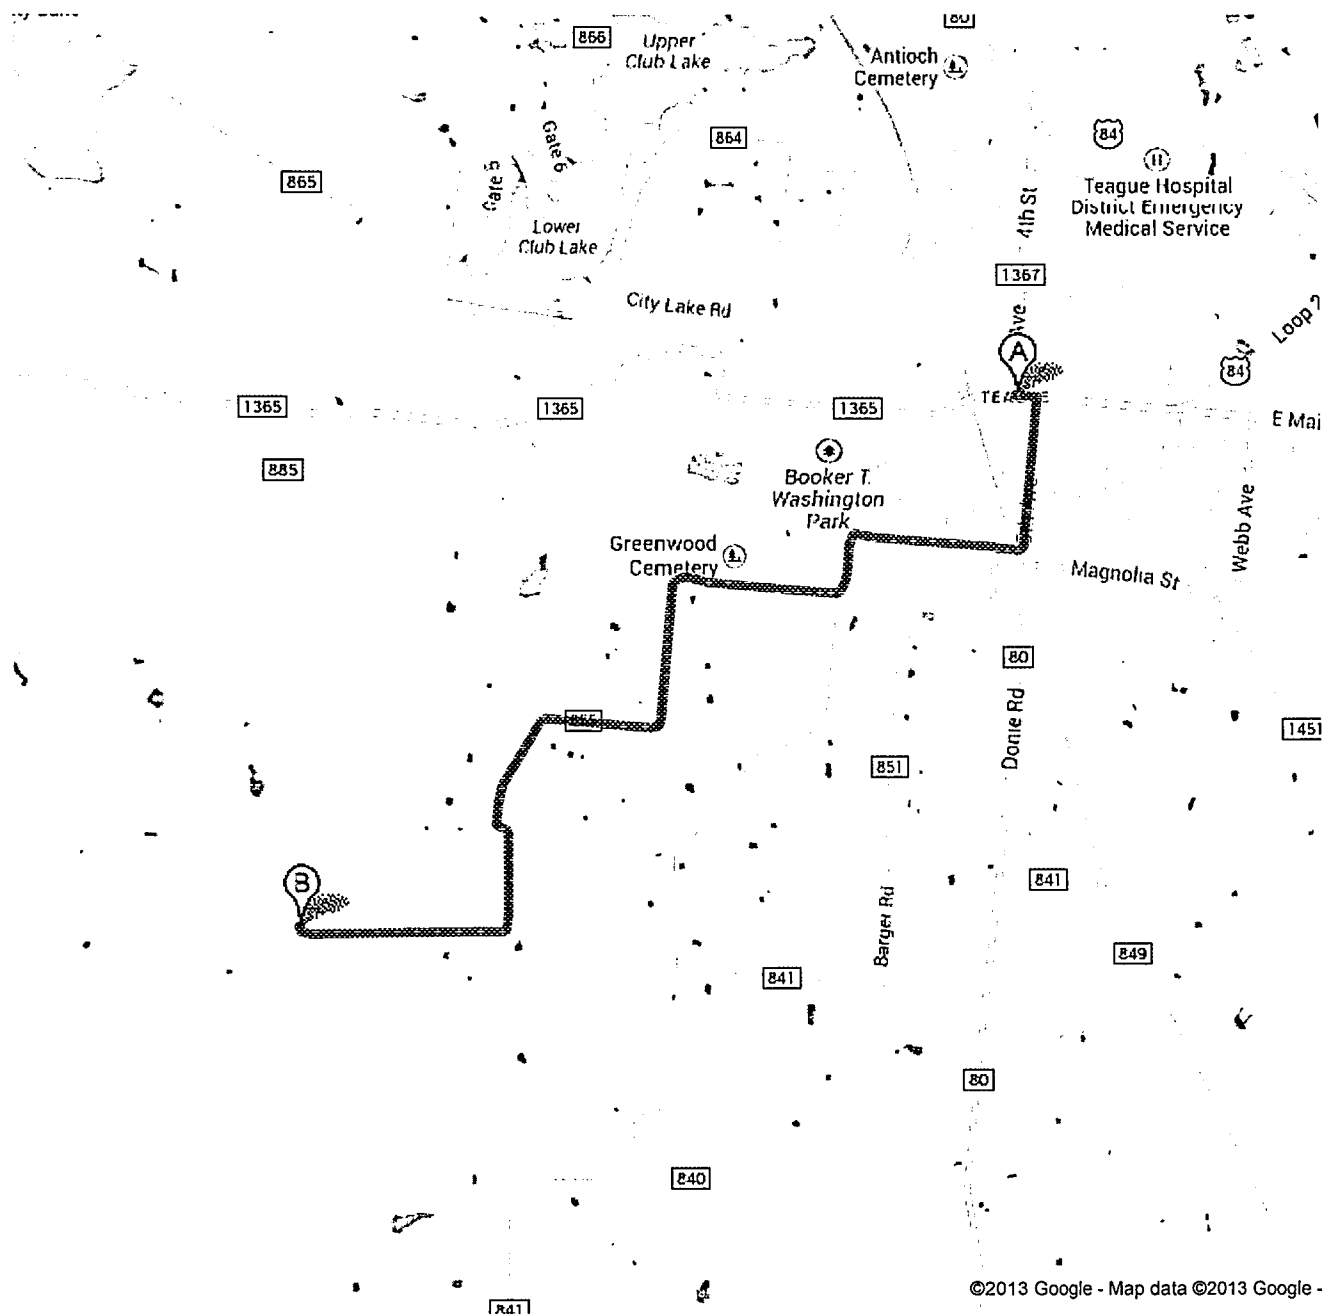 80
866
Upper
Club Lake
Antioch
Cemetery
864
84
Gate 6
Gate 5
865
H
Teague Hospital
District Emergency
Medical Service
4th St
Lower
Club Lake
1367
City Lake Rd
Ave
Loop
A
84
1365
1365
1365
E Mai
885
Booker T.
Washington
Park
Webb Ave
Greenwood
Cemetery
Magnolia St
80
Donie Rd
1451
851
B
841
Barger Rd
849
841
80
840
841
©2013 Google - Map data ©2013 Google -